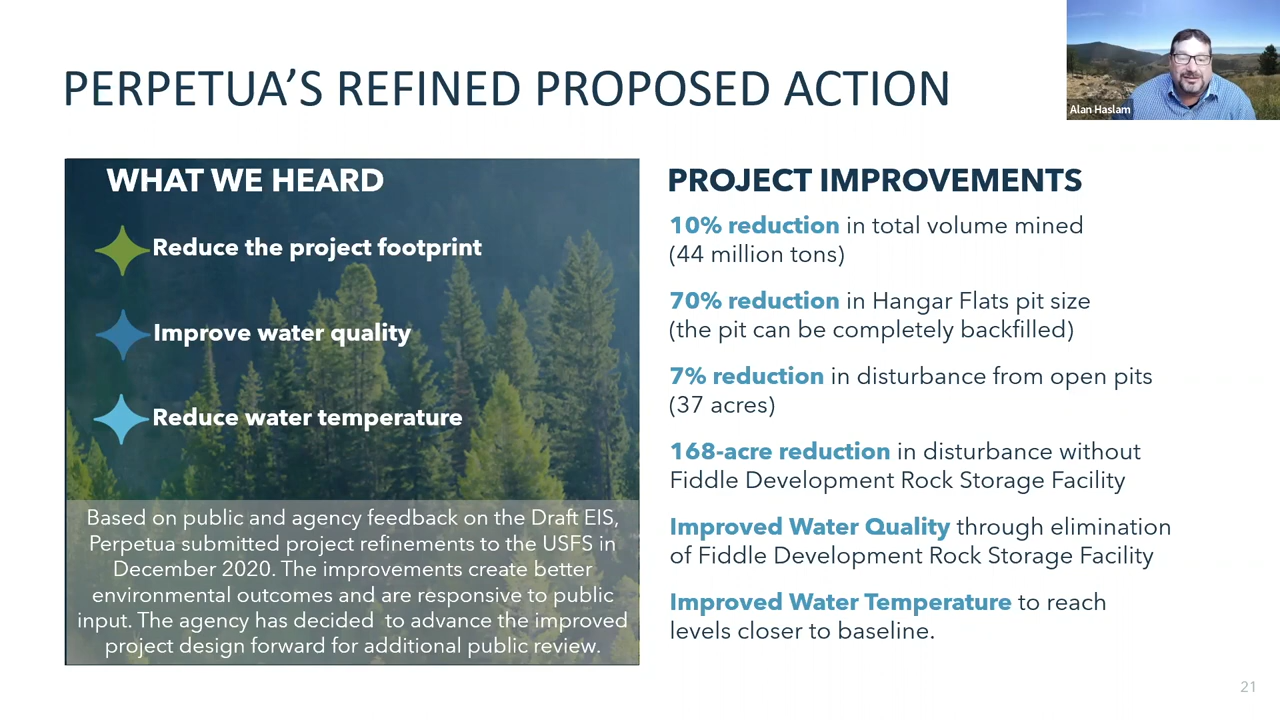 PERPETUA'S REFINED PROPOSED ACTION
Alan Haslam
WHAT WE HEARD
Reduce the project footprint
Improve water quality
Reduce water temperature
Based on public and agency feedback on the Draft EIS,
Perpetua submitted project refinements to the USFS in
December 2020. The improvements create better
environmental outcomes and are responsive to public
input. The agency has decided to advance the improved
project design forward for additional public review.
PROJECT IMPROVEMENTS
10% reduction in total volume mined
(44 million tons)
70% reduction in Hangar Flats pit size
(the pit can be completely backfilled)
7% reduction in disturbance from open pits
(37 acres)
168-acre reduction in disturbance without
Fiddle Development Rock Storage Facility
Improved Water Quality through elimination
of Fiddle Development Rock Storage Facility
Improved Water Temperature to reach
levels closer to baseline.
21